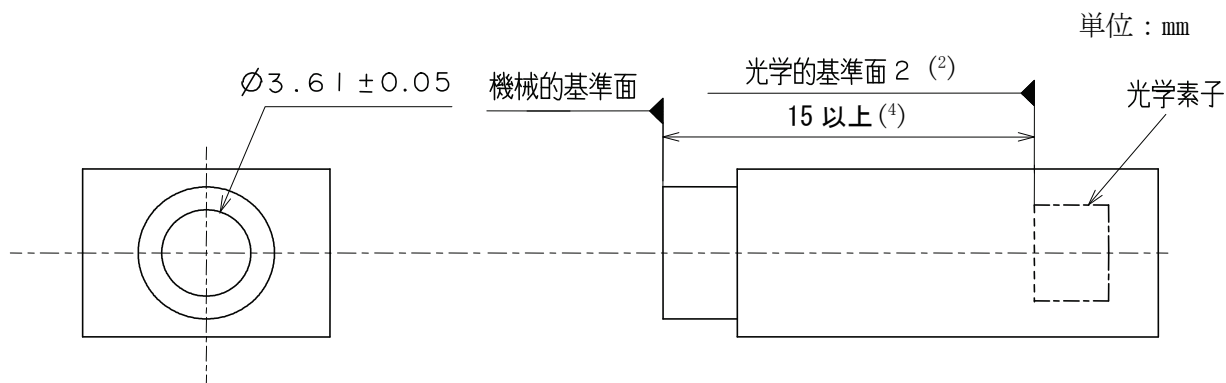 単位：mm
Ø3.61±0.05
機械的基準面
光学的基準面2 (2)
15 以上(4)
光学素子